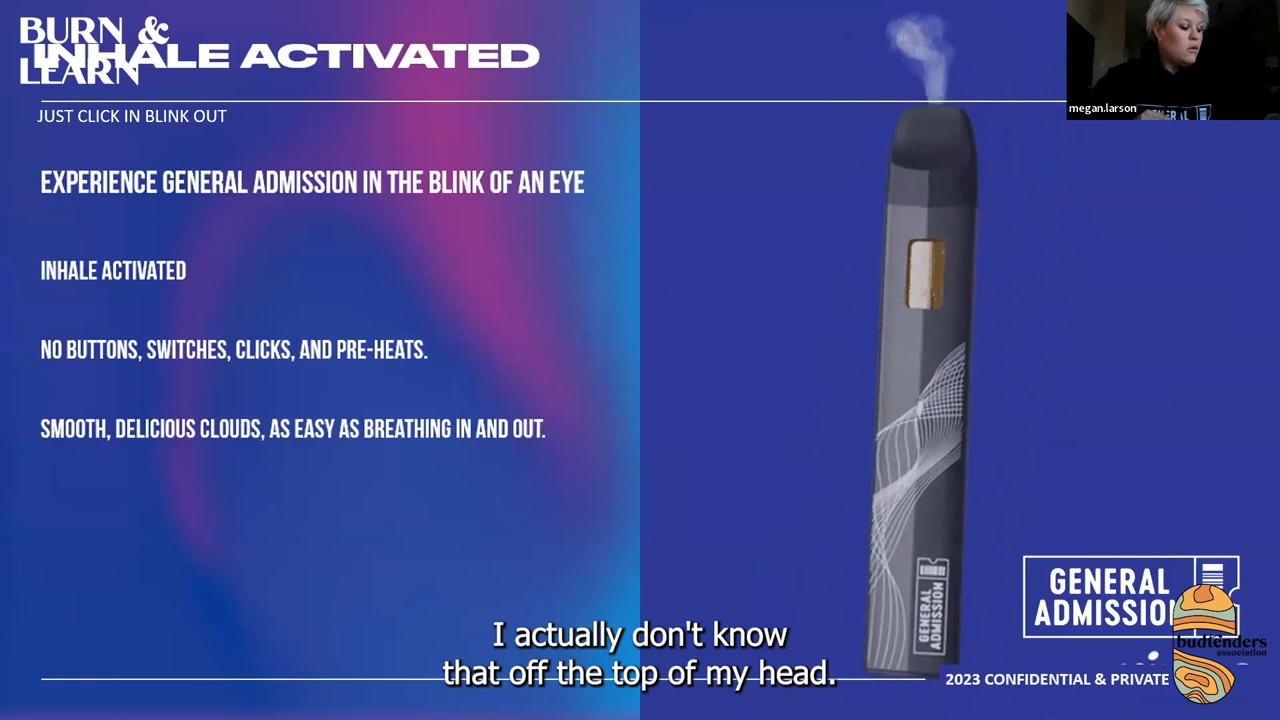 BURN &
LEARN
INHALE ACTIVATED
megan.larson
GENERAL
JUST CLICK IN BLINK OUT
EXPERIENCE GENERAL ADMISSION IN THE BLINK OF AN EYE
INHALE ACTIVATED
NO BUTTONS, SWITCHES, CLICKS, AND PRE-HEATS.
SMOOTH, DELICIOUS CLOUDS, AS EASY AS BREATHING IN AND OUT.
GENERAL
ADMISSION
GENERAL
ADMISSION
budtenders
association
I actually don't know
that off the top of my head.
2023 CONFIDENTIAL & PRIVATE